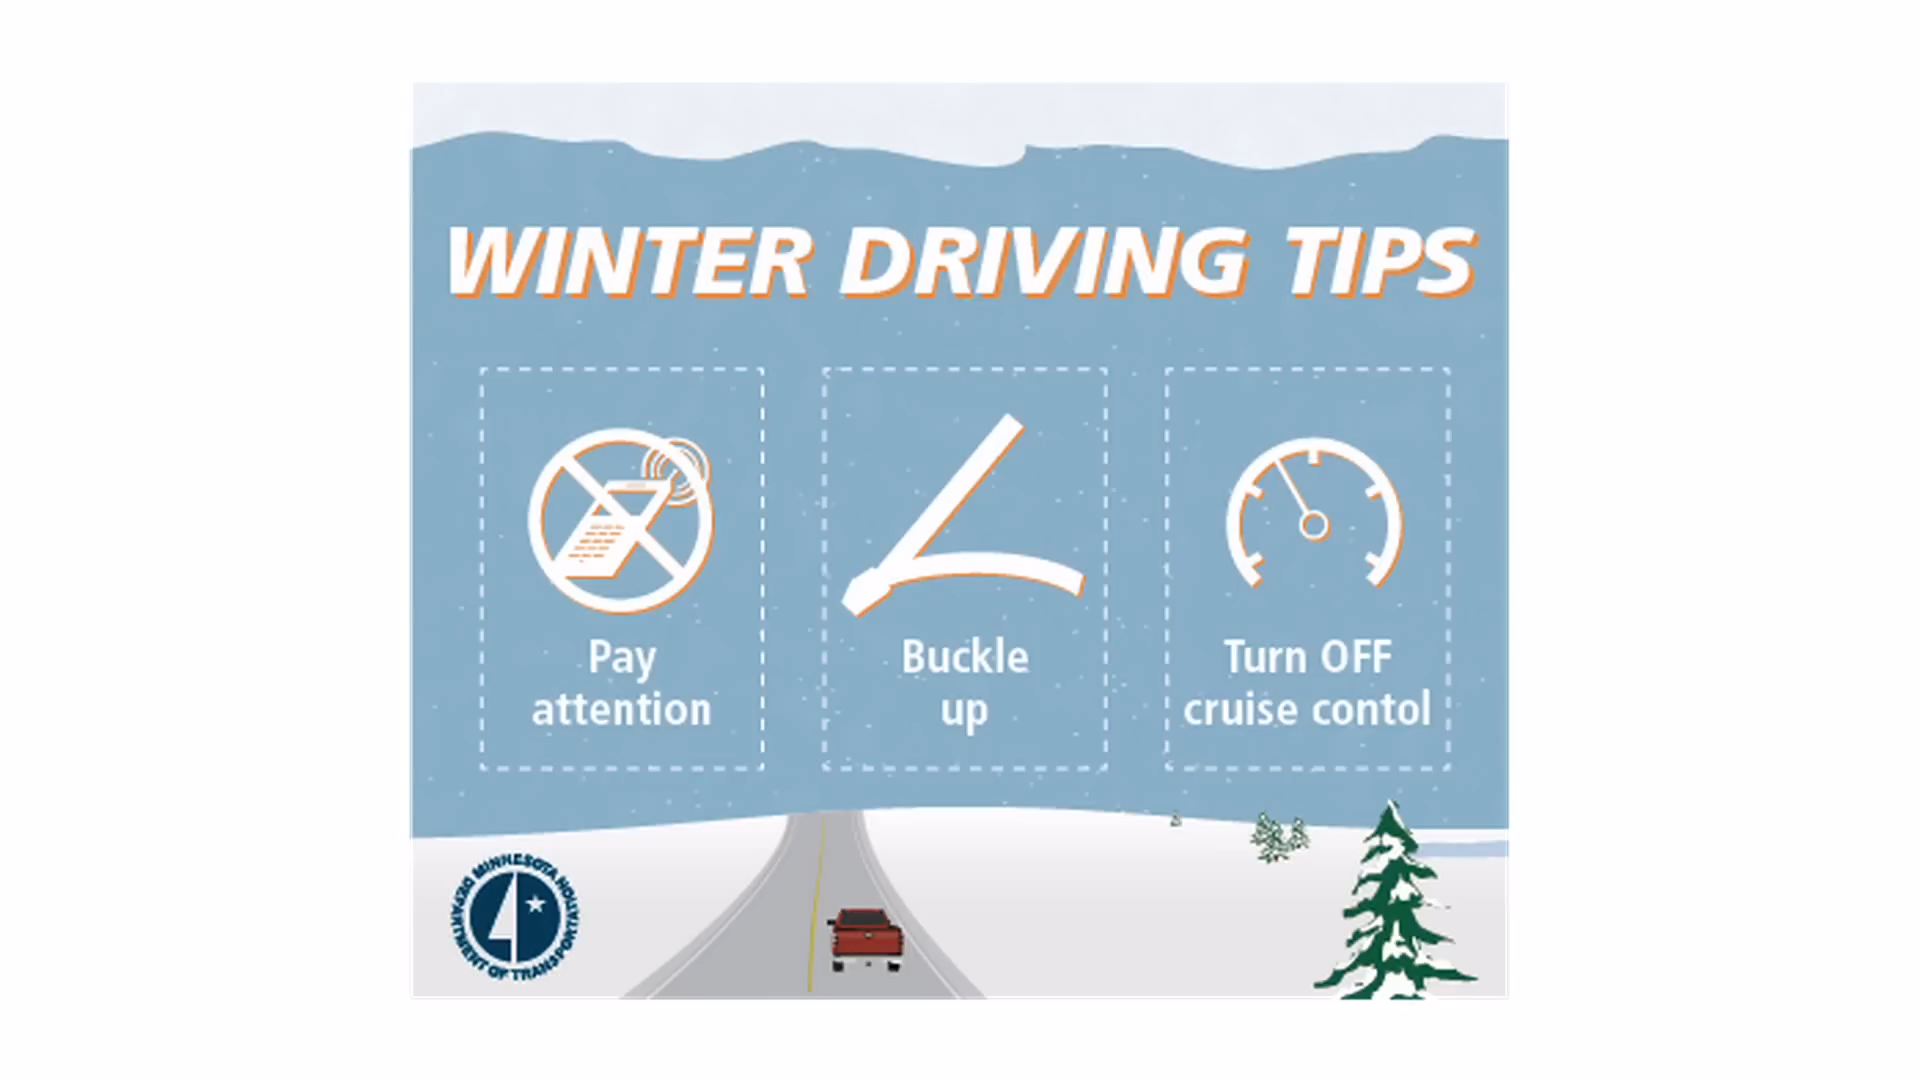 WINTER DRIVING TIPS
Pay
attention
Buckle
up
Turn OFF
cruise contol
MINNESOTA
DEPARTMENT OF TRANSPORTATION